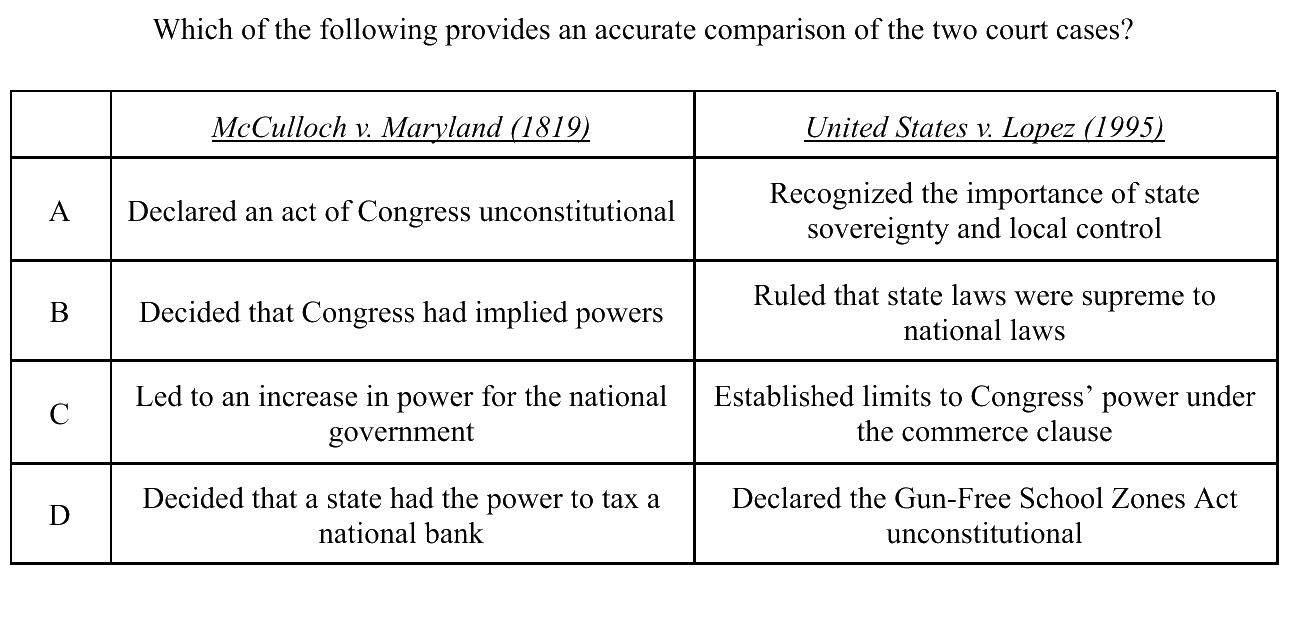 Which of the following provides an accurate comparison of the two court cases?
McCulloch v. Maryland (1819)
United States v. Lopez (1995)
A
Declared an act of Congress unconstitutional
Recognized the importance of state
sovereignty and local control
B
Decided that Congress had implied powers
Ruled that state laws were supreme to
national laws
C
Led to an increase in power for the national
government
Established limits to Congress’ power under
the commerce clause
D
Decided that a state had the power to tax a
national bank
Declared the Gun-Free School Zones Act
unconstitutional